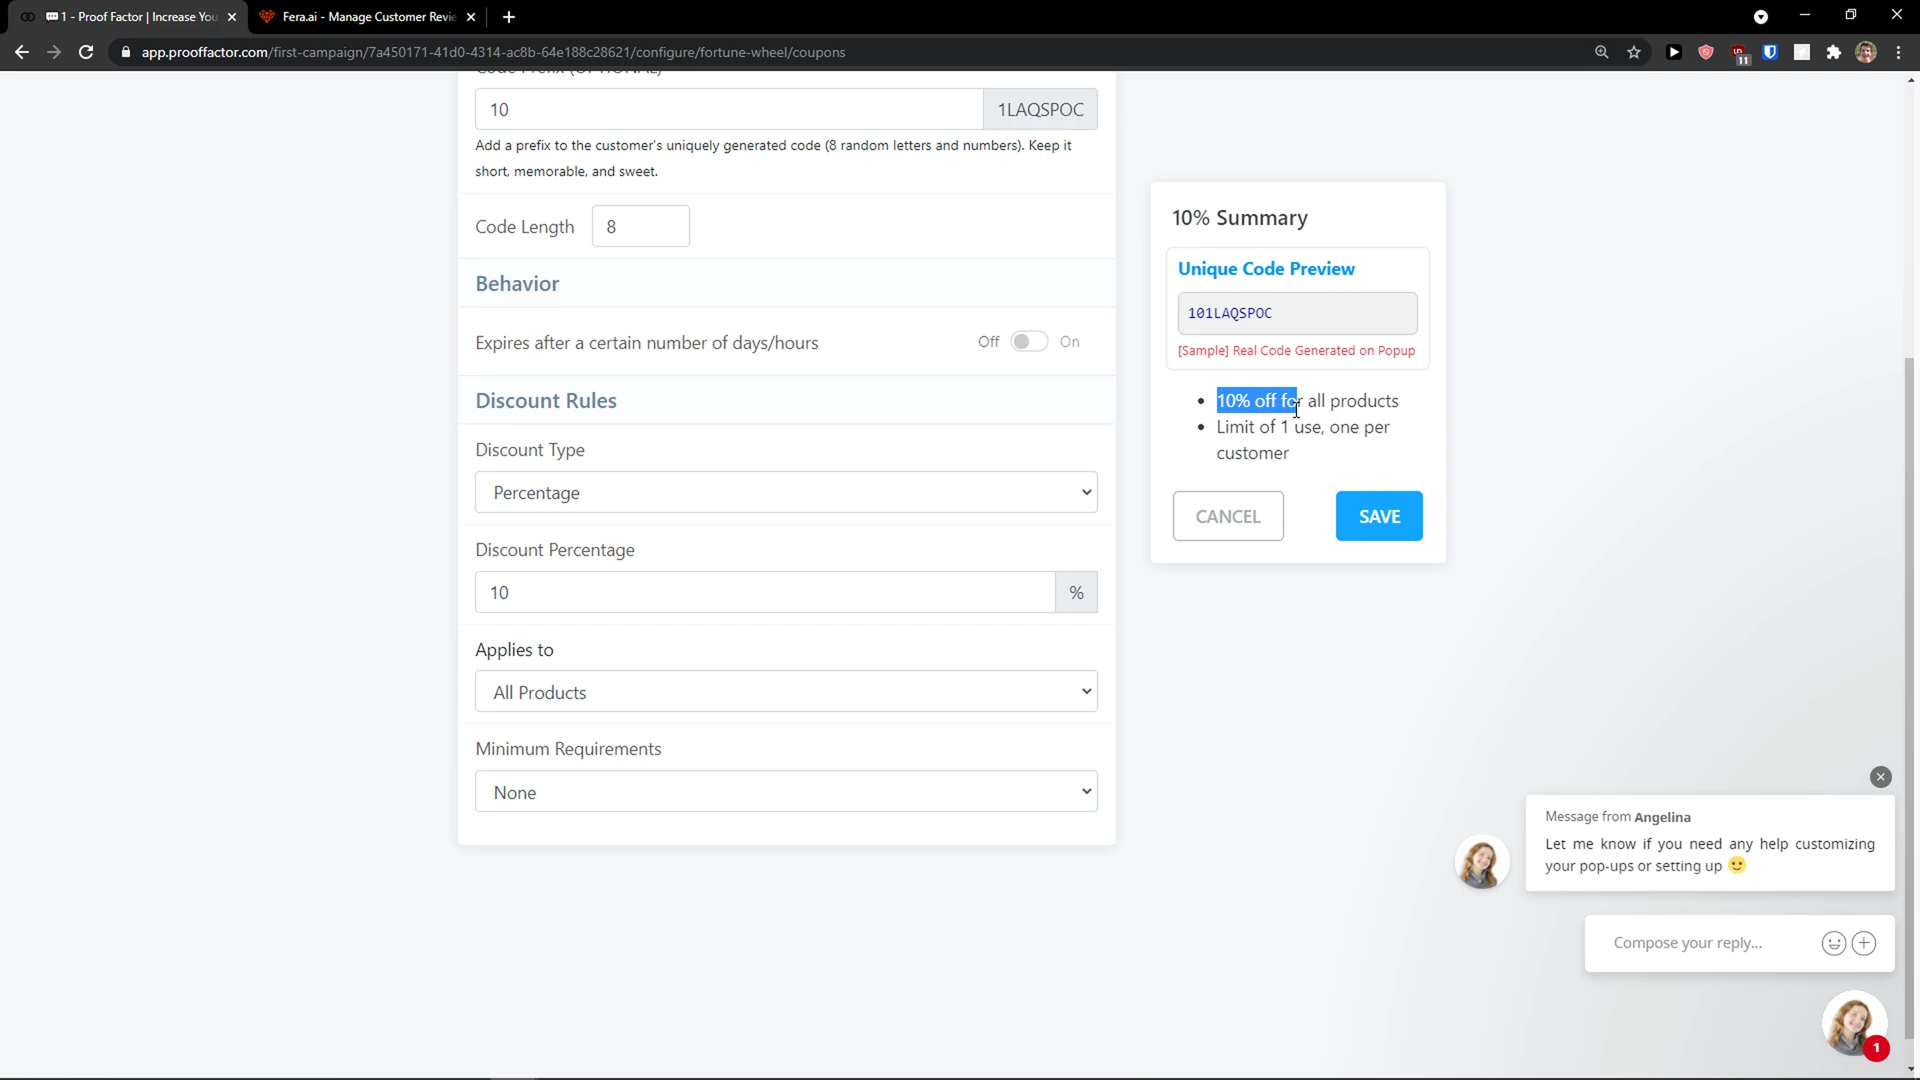 1 - Proof Factor | Increase You
Fera.ai - Manage Customer Revie
app.prooffactor.com/first-campaign/7a450171-41d0-4314-ac8b-64e188c28621/configure/fortune-wheel/coupons
11
Code Prefix (OPTIONAL)
10
1LAQSPOC
Add a prefix to the customer's uniquely generated code (8 random letters and numbers). Keep it
short, memorable, and sweet.
Code Length
8
Behavior
Expires after a certain number of days/hours
Off
On
Discount Rules
Discount Type
Percentage
Discount Percentage
10
%
Applies to
All Products
Minimum Requirements
None
10% Summary
Unique Code Preview
101LAQSPOC
[Sample] Real Code Generated on Popup
10% off for all products
Limit of 1 use, one per
customer
CANCEL
SAVE
Message from Angelina
Let me know if you need any help customizing
your pop-ups or setting up 🙂
Compose your reply...
1